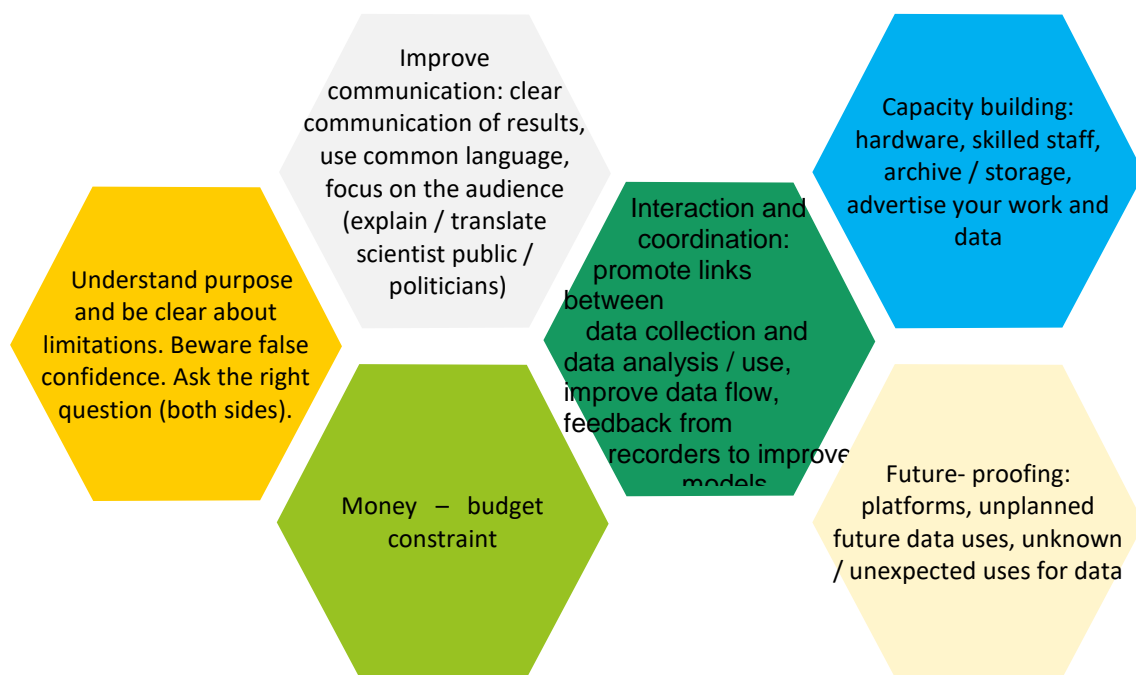 Improve
communication: clear
communication of results,
use common language,
focus on the audience
(explain / translate
scientist public /
politicians)
Capacity building:
hardware, skilled staff,
archive / storage,
advertise your work and
data
Understand purpose
and be clear about
limitations. Beware false
confidence. Ask the right
question (both sides).
Interaction and
coordination:
promote links
between
data collection and
data analysis / use,
improve data flow,
feedback from
recorders to improve
models
Money – budget
constraint
Future- proofing:
platforms, unplanned
future data uses, unknown
/ unexpected uses for data